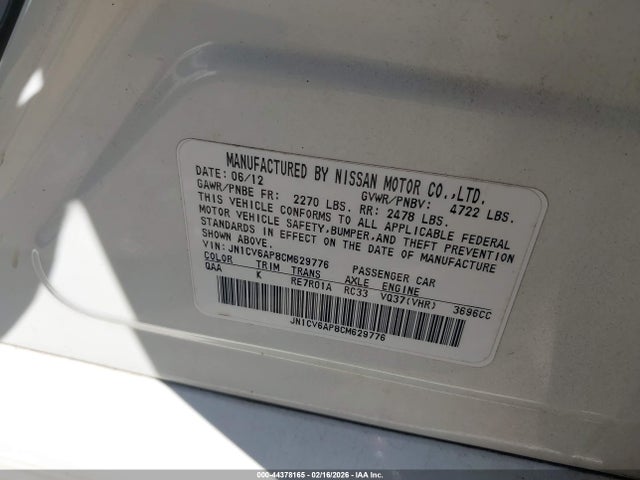 MANUFACTURED BY NISSAN MOTOR CO.,LTD.
DATE: 06/12 GVWR/PNBV: 4722 LBS.
GAWR/PNBE FR: 2270 LBS. RR: 2478 LBS.
THIS VEHICLE CONFORMS TO ALL APPLICABLE FEDERAL
MOTOR VEHICLE SAFETY,BUMPER,AND THEFT PREVENTION
STANDARDS IN EFFECT ON THE DATE OF MANUFACTURE
SHOWN ABOVE.
VIN: JN1CV6AP8CM629776 PASSENGER CAR
COLOR TRIM TRANS AXLE ENGINE
QAA K RE7R01A RC33 VQ37(VHR) 3696CC
JN1CV6AP8CM629776
000-44378165 - 02/16/2026 - IAA Inc.